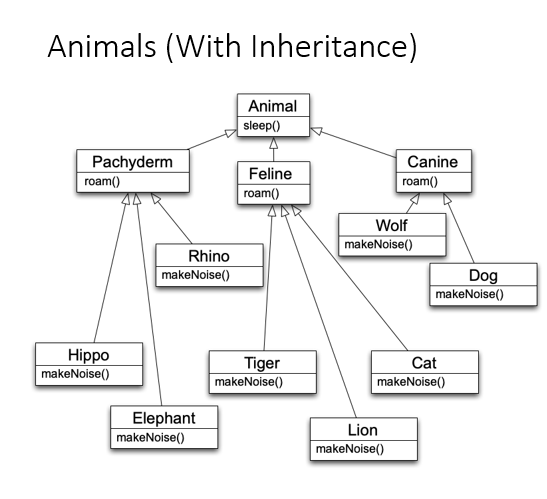 Animals (With Inheritance)
Animal
sleep()
Pachyderm
roam()
Feline
roam()
Canine
roam()
Wolf
makeNoise()
Rhino
makeNoise()
Dog
makeNoise()
Hippo
makeNoise()
Tiger
makeNoise()
Cat
makeNoise()
Elephant
makeNoise()
Lion
makeNoise()